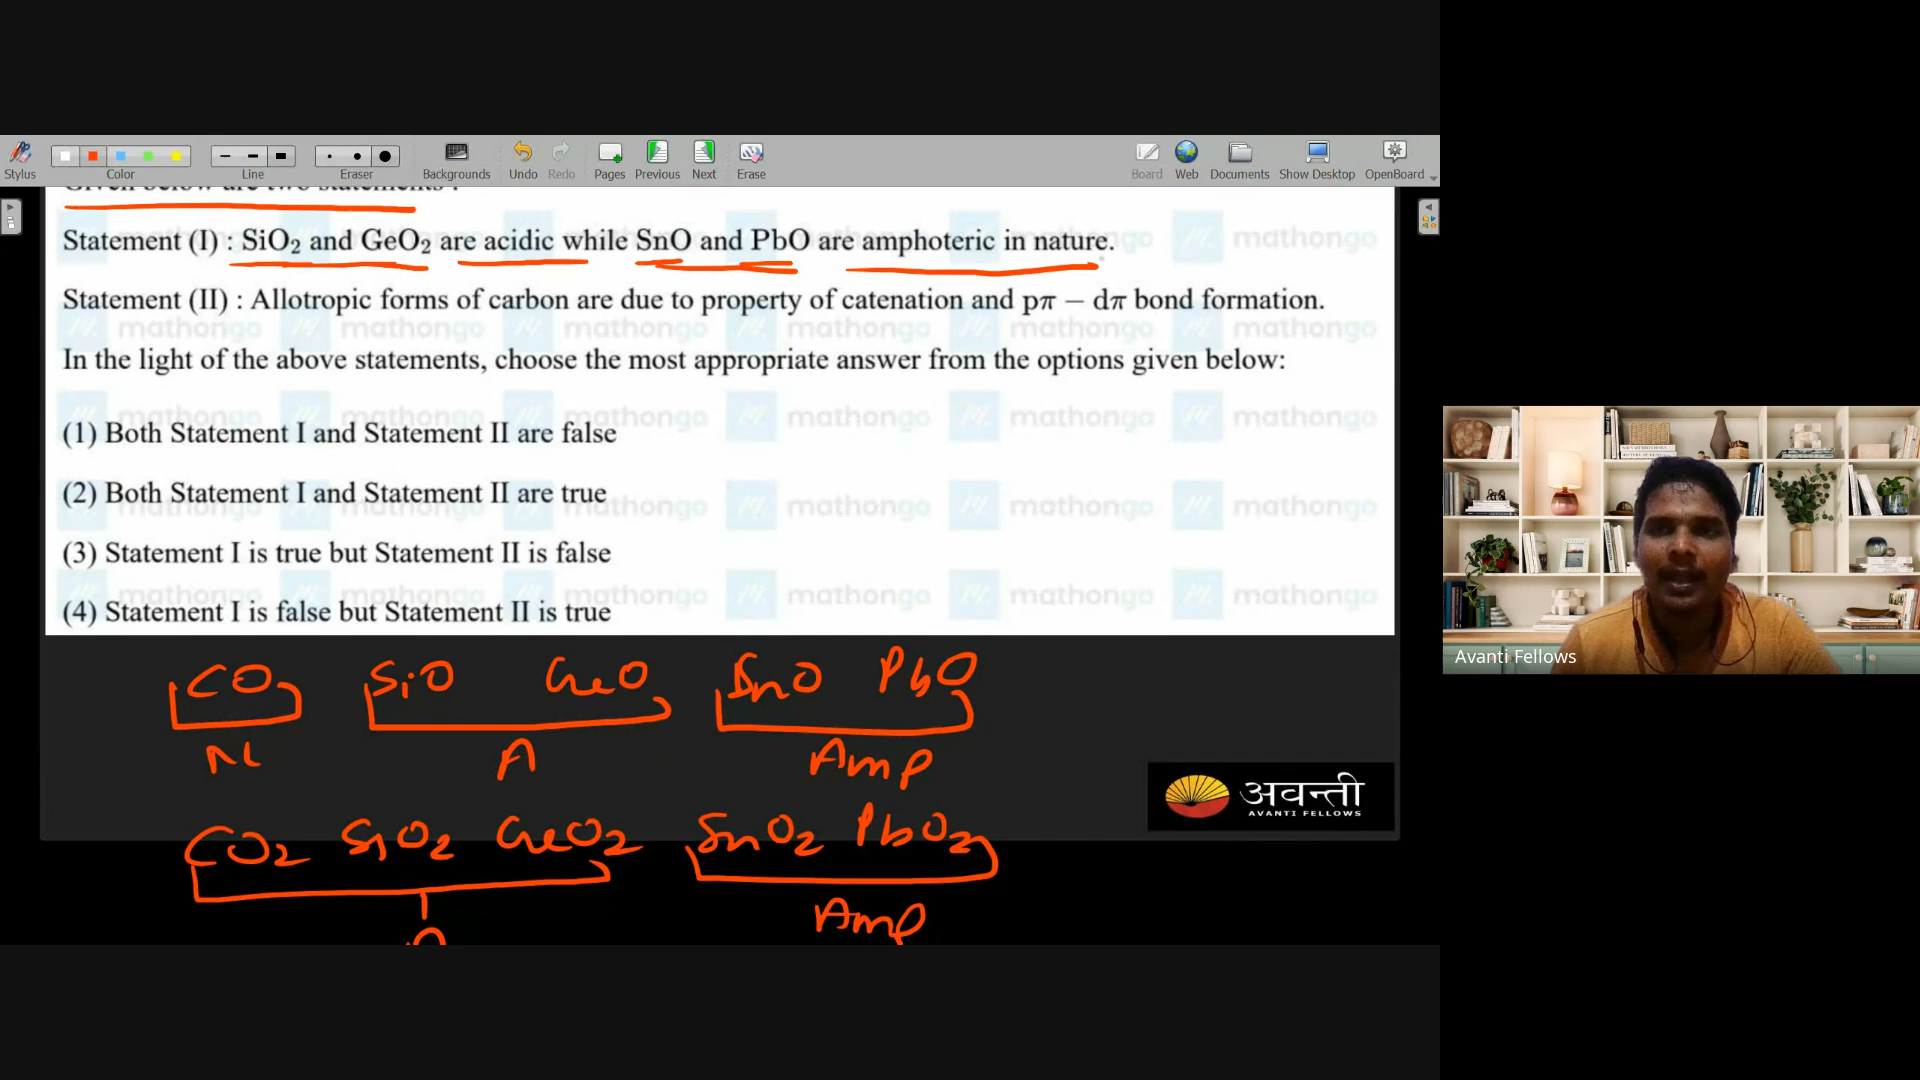 Stylus Color Line Eraser Backgrounds Undo Redo Pages Previous Next Erase Board Web Documents Show Desktop OpenBoard
Given below are two statements :
Statement (I) : SiO₂ and GeO₂ are acidic while SnO and PbO are amphoteric in nature.
Statement (II) : Allotropic forms of carbon are due to property of catenation and pπ – dπ bond formation.
In the light of the above statements, choose the most appropriate answer from the options given below:
(1) Both Statement I and Statement II are false
(2) Both Statement I and Statement II are true
(3) Statement I is true but Statement II is false
(4) Statement I is false but Statement II is true
mathongo
Avanti Fellows
CO SiO GeO SnO PbO
N A Amp
अवन्ती
AVANTI FELLOWS
CO₂ SiO₂ GeO₂ SnO₂ PbO₂
Amp